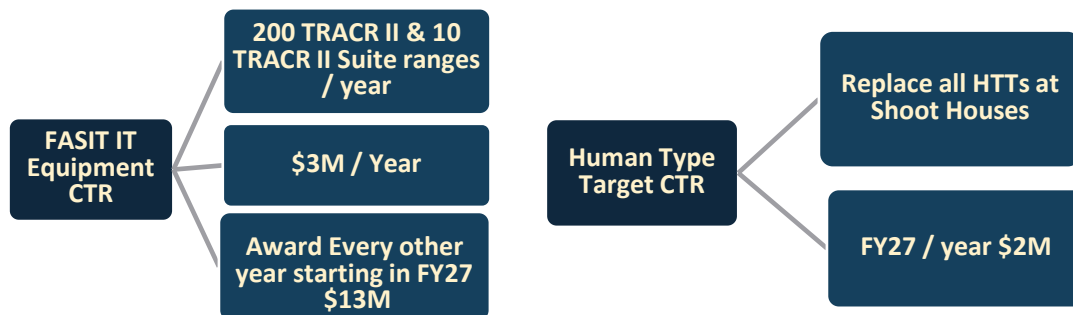 FASIT IT
Equipment
CTR
200 TRACR II & 10
TRACR II Suite ranges
/ year
$3M / Year
Award Every other
year starting in FY27
$13M
Human Type
Target CTR
Replace all HTTs at
Shoot Houses
FY27 / year $2M